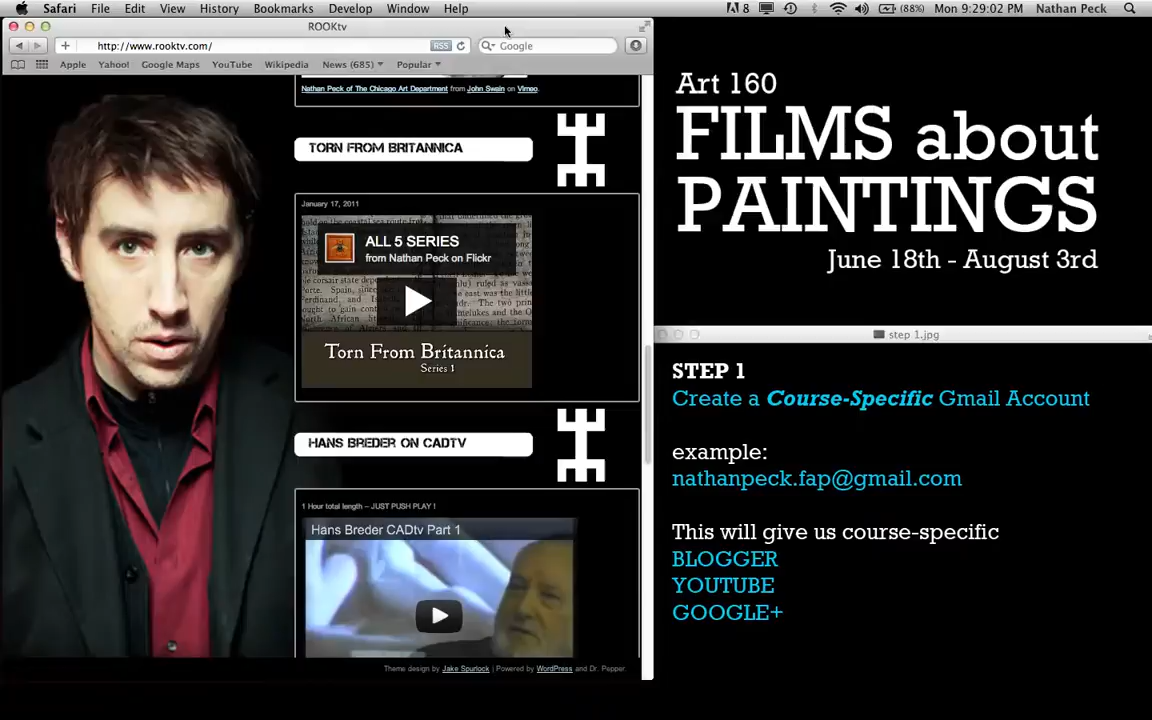 Safari File Edit View History Bookmarks Develop Window Help
8 (88%) Mon 9:29:02 AM Nathan Peck
ROOKtv
http://www.rooktv.com/ RSS Google
Apple Yahoo! Google Maps YouTube Wikipedia News (685) Popular
Nathan Peck of The Chicago Art Department from John Swain on Vimeo.
TORN FROM BRITANNICA
January 17, 2011
ALL 5 SERIES
from Nathan Peck on Flickr
Torn From Britannica
Series 1
HANS BREDER ON CADTV
1 Hour total length – JUST PUSH PLAY !
Hans Breder CADtv Part 1
Theme design by Jake Spurlock | Powered by WordPress and Dr. Pepper.
Art 160
FILMS about
PAINTINGS
June 18th - August 3rd
step 1.jpg
STEP 1
Create a Course-Specific Gmail Account
example:
nathanpeck.fap@gmail.com
This will give us course-specific
BLOGGER
YOUTUBE
GOOGLE+